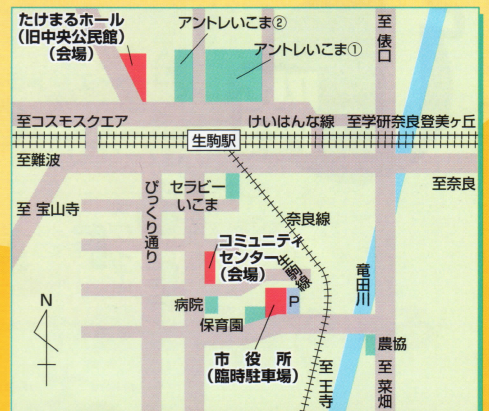 たけまるホール
（旧中央公民館）
（会場）
アントレいこま②
アントレいこま①
至俵口
至コスモスクエア
けいはんな線 至学研奈良登美ヶ丘
生駒駅
至難波
至奈良
至 宝山寺
びっくり通り
セラビー
いこま
奈良線
コミュニティ
センター
（会場）
生駒線
竜田川
N
病院
P
保育園
市役所
（臨時駐車場）
農協
至王寺
至菜畑